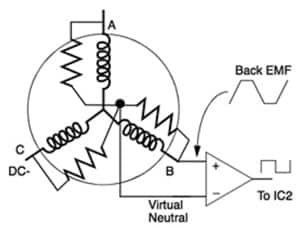 A
Back EMF
C
DC-
B
+
−
To IC2
Virtual
Neutral